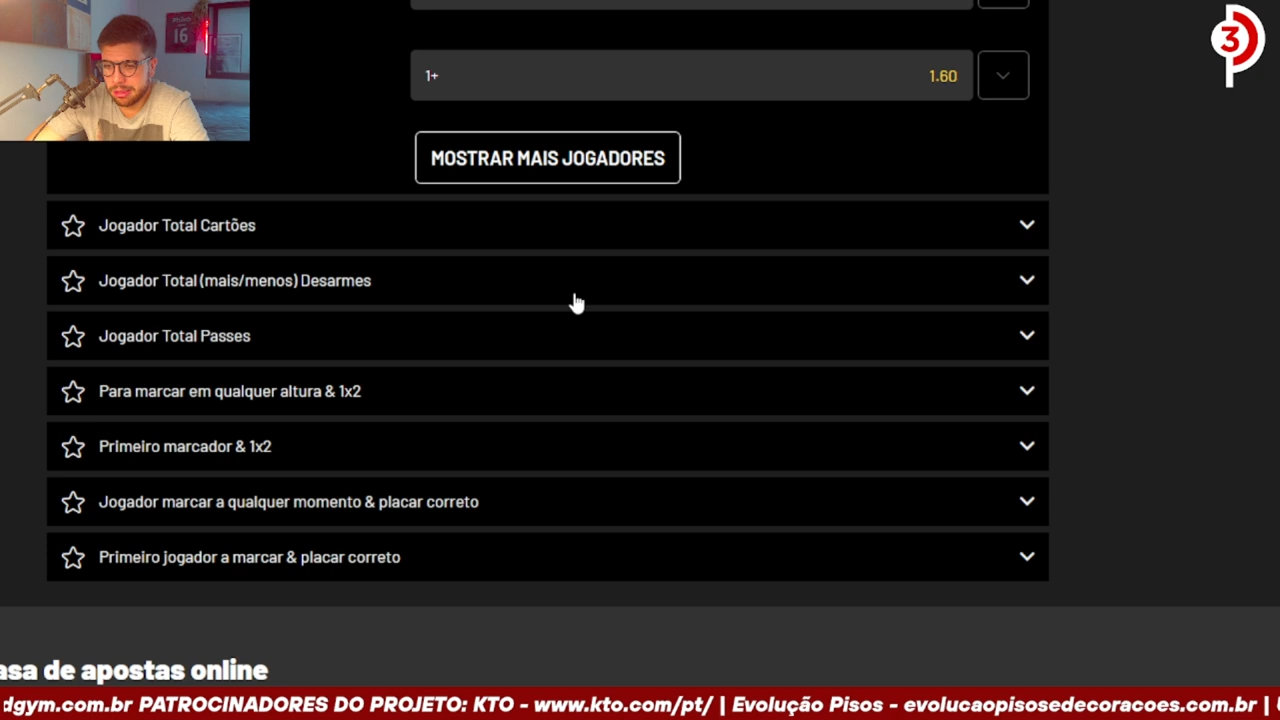 16
3
1+
1.60
MOSTRAR MAIS JOGADORES
Jogador Total Cartões
Jogador Total (mais/menos) Desarmes
Jogador Total Passes
Para marcar em qualquer altura & 1x2
Primeiro marcador & 1x2
Jogador marcar a qualquer momento & placar correto
Primeiro jogador a marcar & placar correto
asa de apostas online
dgym.com.br PATROCINADORES DO PROJETO: KTO - www.kto.com/pt/ | Evolução Pisos - evolucaopisosedecoracoes.com.br |